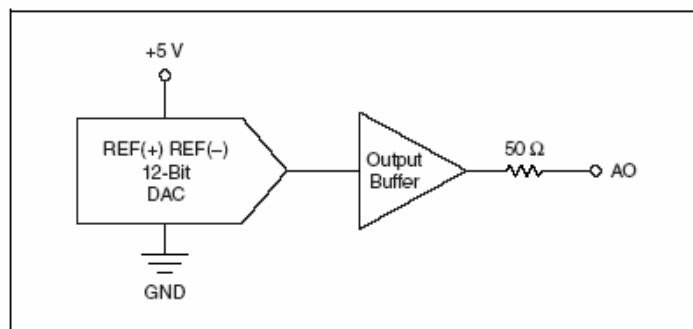 +5 V
REF(+) REF(–)
12-Bit
DAC
GND
Output
Buffer
50 Ω
AO